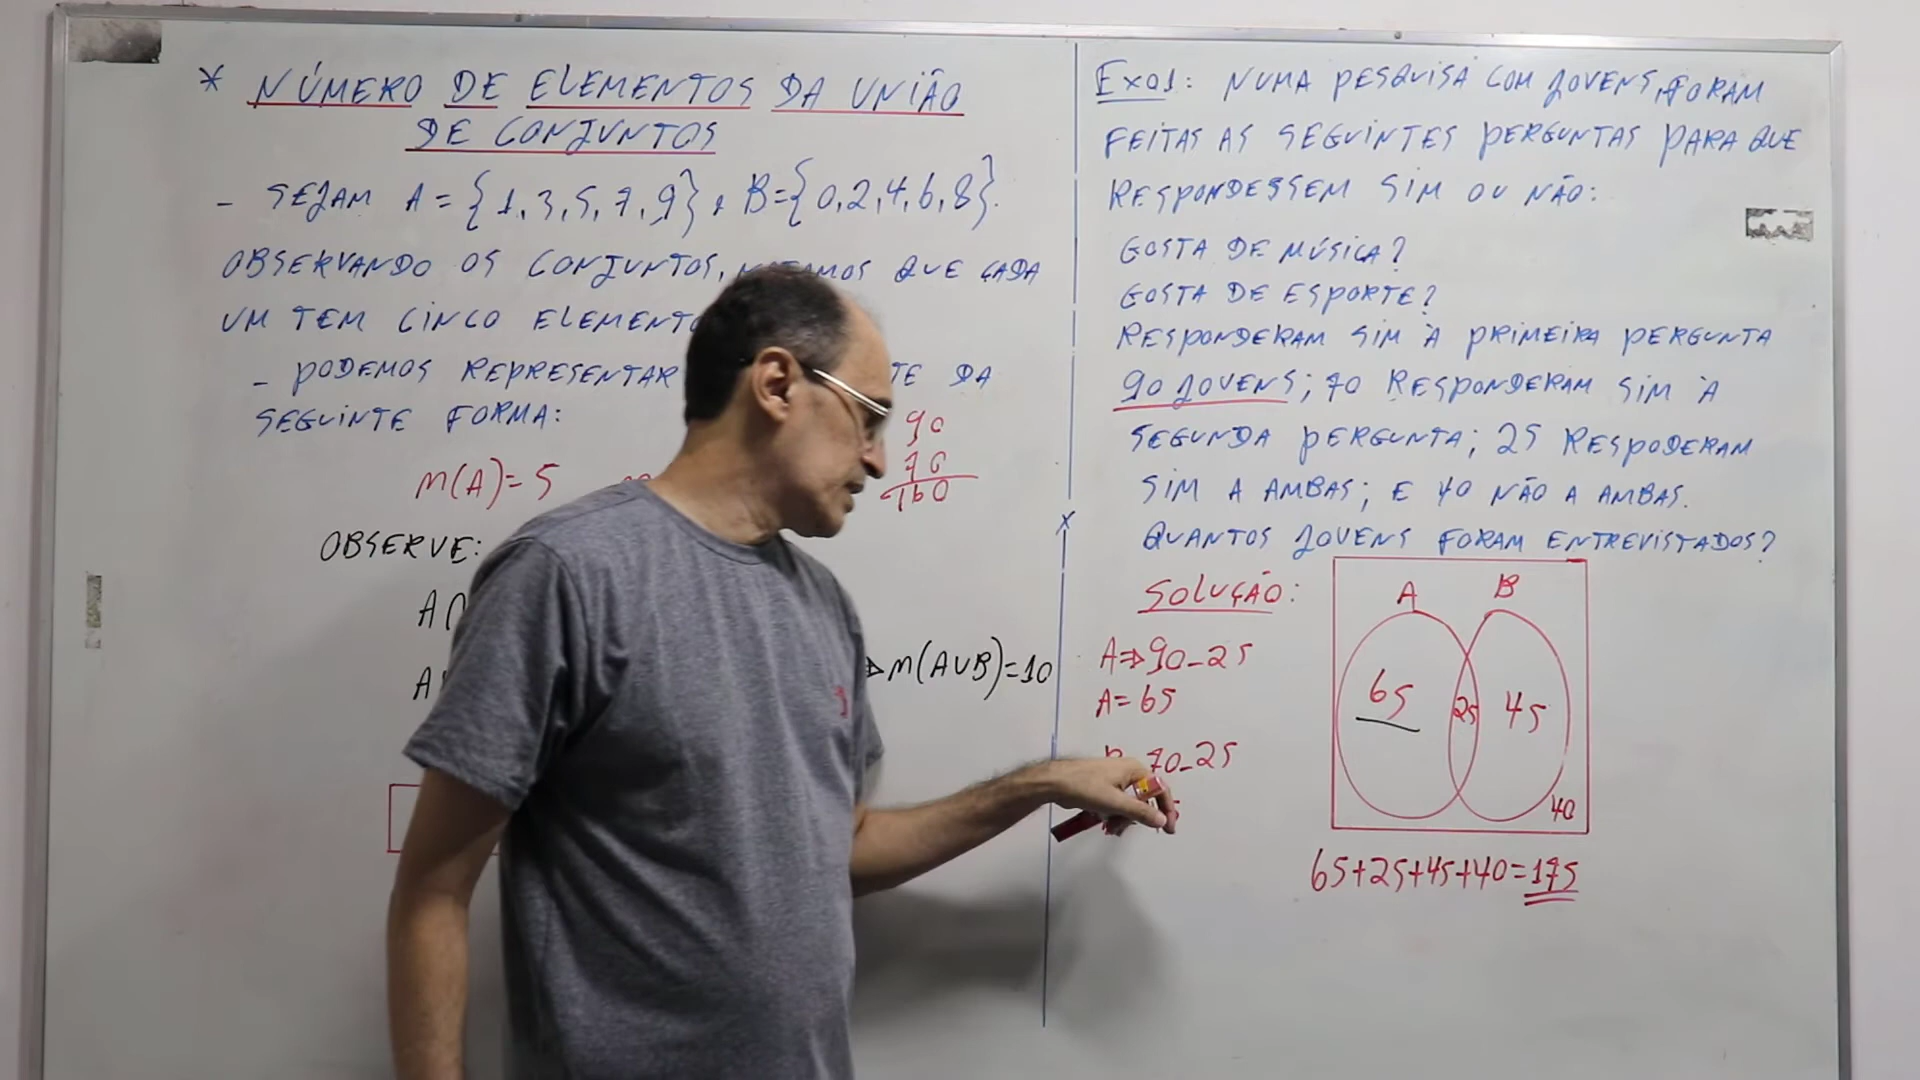 * NÚMERO DE ELEMENTOS DA UNIÃO
DE CONJUNTOS
- SEJAM A = {1,3,5,7,9} e B={0,2,4,6,8}.
OBSERVANDO OS CONJUNTOS, QUE CADA
UM TEM CINCO
- PODEMOS REPRESENTAR DA
SEGUINTE FORMA:
90
70
160
n(A)=5
OBSERVE:
n(AUB)=10
Ex01: NUMA PESQUISA COM JOVENS, FORAM
FEITAS AS SEGUINTES PERGUNTAS PARA QUE
RESPONDESSEM SIM OU NÃO:
GOSTA DE MÚSICA?
GOSTA DE ESPORTE?
RESPONDERAM SIM À PRIMEIRA PERGUNTA
90 JOVENS; 70 RESPONDERAM SIM À
SEGUNDA PERGUNTA; 25 RESPODERAM
SIM A AMBAS; E 40 NÃO A AMBAS.
QUANTOS JOVENS FORAM ENTREVISTADOS?
SOLUÇÃO:
A⇒90-25
A=65
70-25
A B
65 25 45
40
65+25+45+40=175